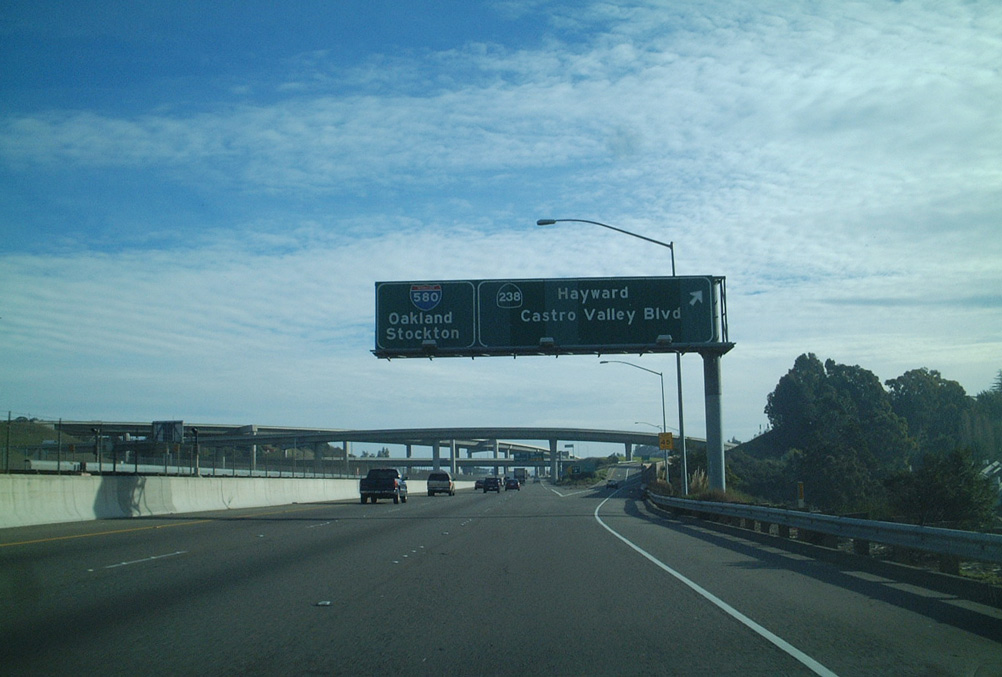 580
Oakland
Stockton
238
Hayward
Castro Valley Blvd